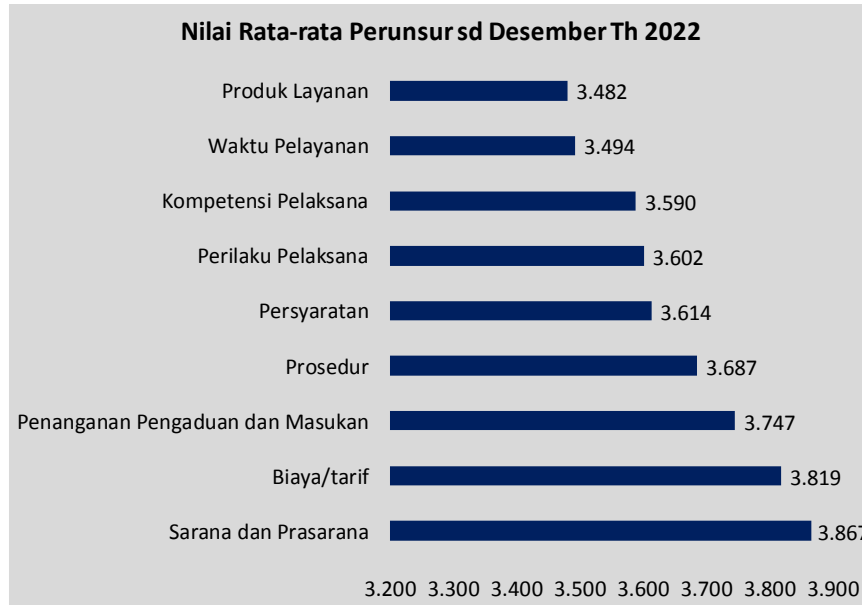 Nilai Rata-rata Perunsur sd Desember Th 2022
Produk Layanan 3.482
Waktu Pelayanan 3.494
Kompetensi Pelaksana 3.590
Perilaku Pelaksana 3.602
Persyaratan 3.614
Prosedur 3.687
Penanganan Pengaduan dan Masukan 3.747
Biaya/tarif 3.819
Sarana dan Prasarana 3.867
3.200 3.300 3.400 3.500 3.600 3.700 3.800 3.900